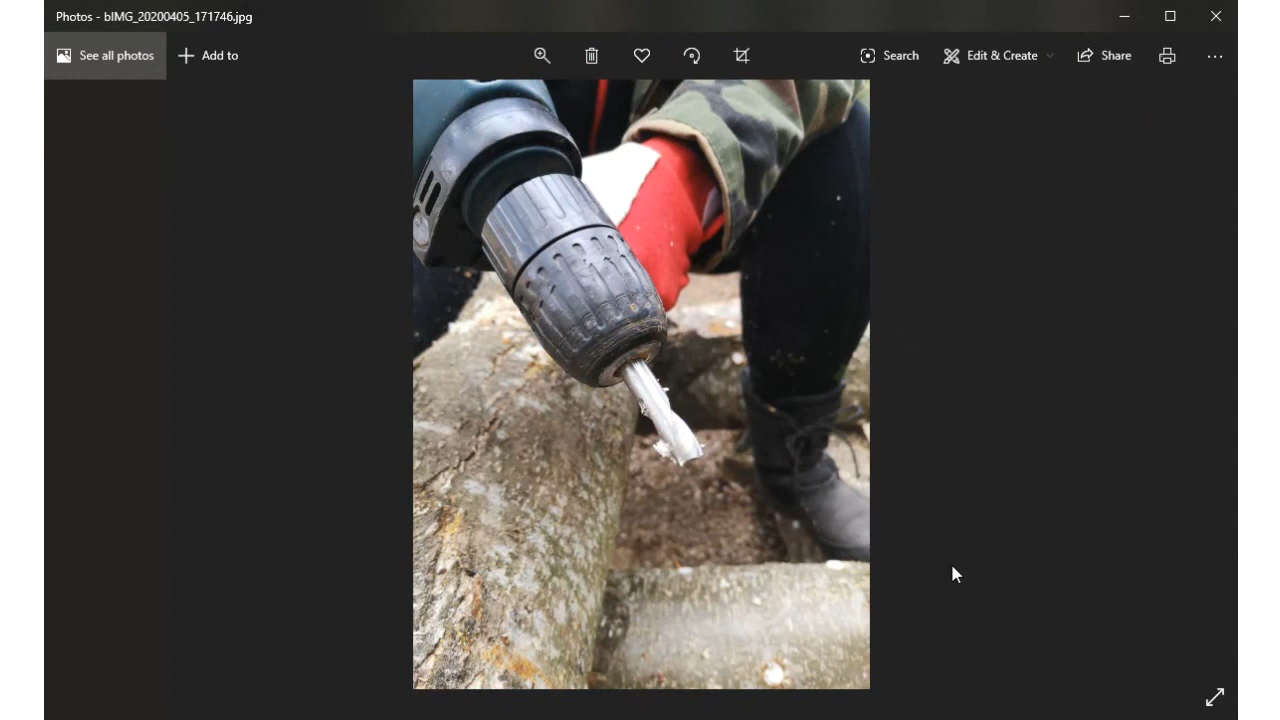 Photos - bIMG_20200405_171746.jpg
See all photos
Add to
Search
Edit & Create
Share